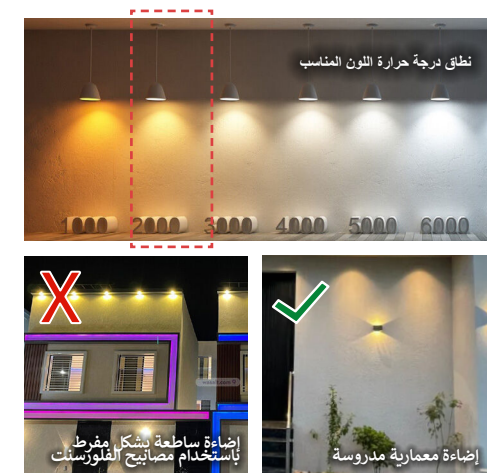 نطاق درجة حرارة اللون المناسب
1000 2000 3000 4000 5000 6000
إضاءة ساطعة بشكل مفرط
باستخدام مصابيح الفلورسنت
إضاءة معمارية مدروسة